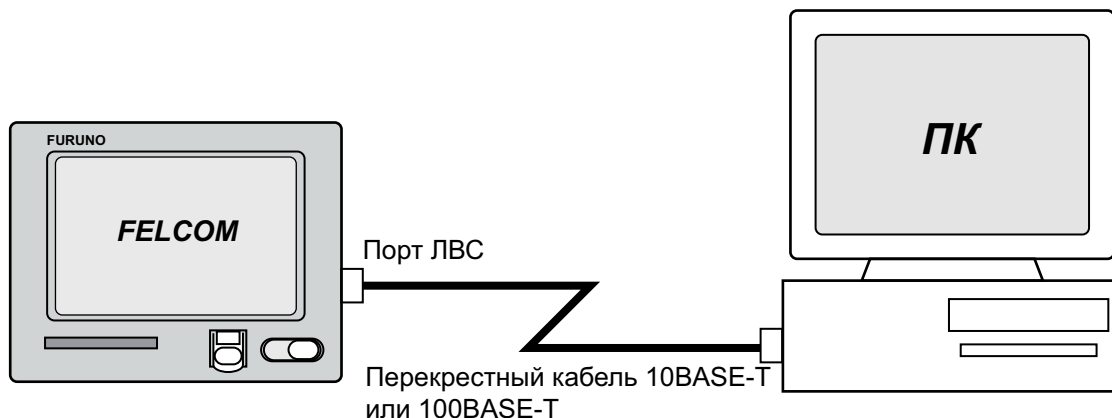 FURUNO
FELCOM
ПК
Порт ЛВС
Перекрестный кабель 10BASE-T
или 100BASE-T